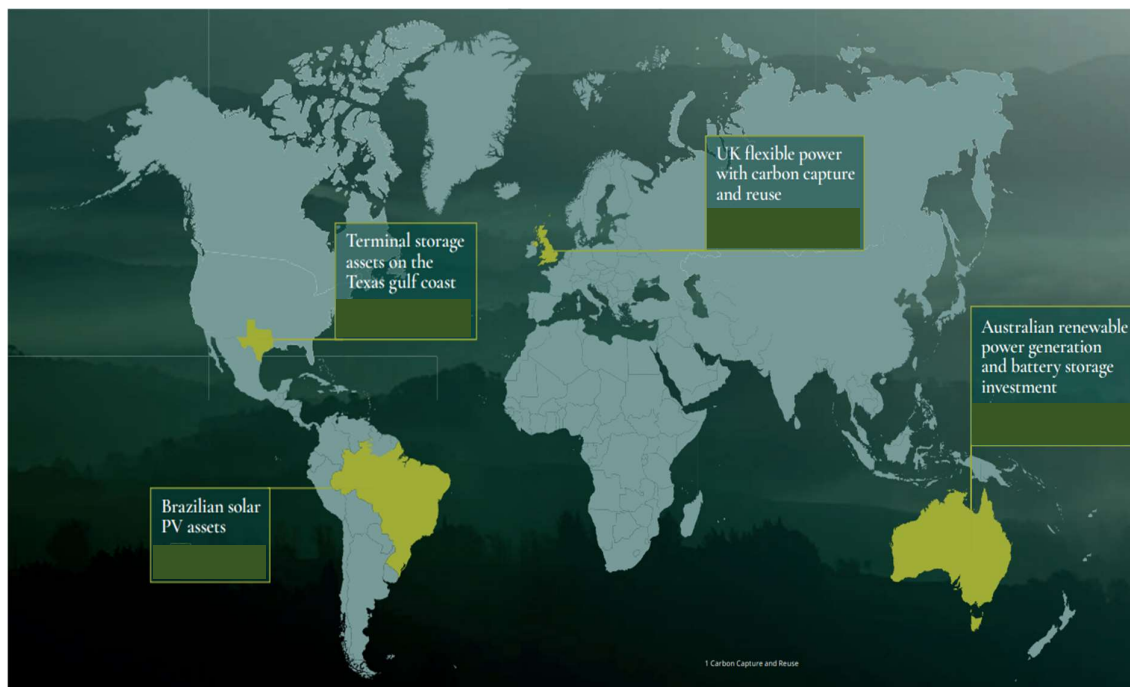 UK flexible power
with carbon capture
and reuse
Terminal storage
assets on the
Texas gulf coast
Australian renewable
power generation
and battery storage
investment
Brazilian solar
PV assets
1 Carbon Capture and Reuse